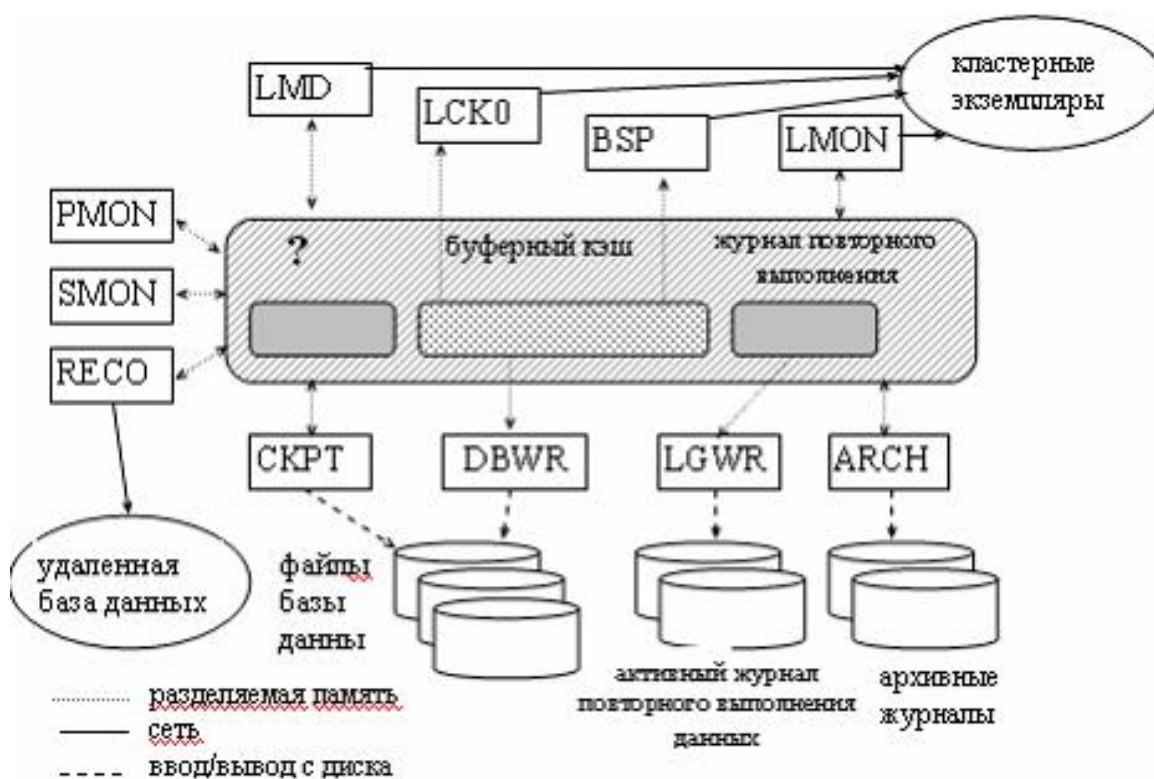 LMD
кластерные
экземпляры
LCK0
BSP
LMON
PMON
?
буферный кэш
журнал повторного
выполнения
SMON
RECO
CKPT
DBWR
LGWR
ARCH
удаленная
база данных
файлы
базы
данны
активный журнал
повторного выполнения
данных
архивные
журналы
разделяемая память
сеть
ввод/вывод с диска